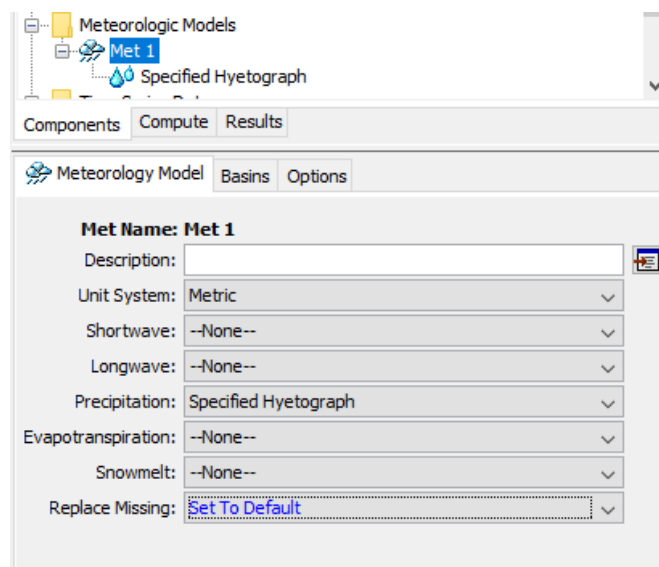 Meteorologic Models
Met 1
Specified Hyetograph
Components Compute Results
Meteorology Model Basins Options
Met Name: Met 1
Description:
Unit System: Metric
Shortwave: --None--
Longwave: --None--
Precipitation: Specified Hyetograph
Evapotranspiration: --None--
Snowmelt: --None--
Replace Missing: Set To Default